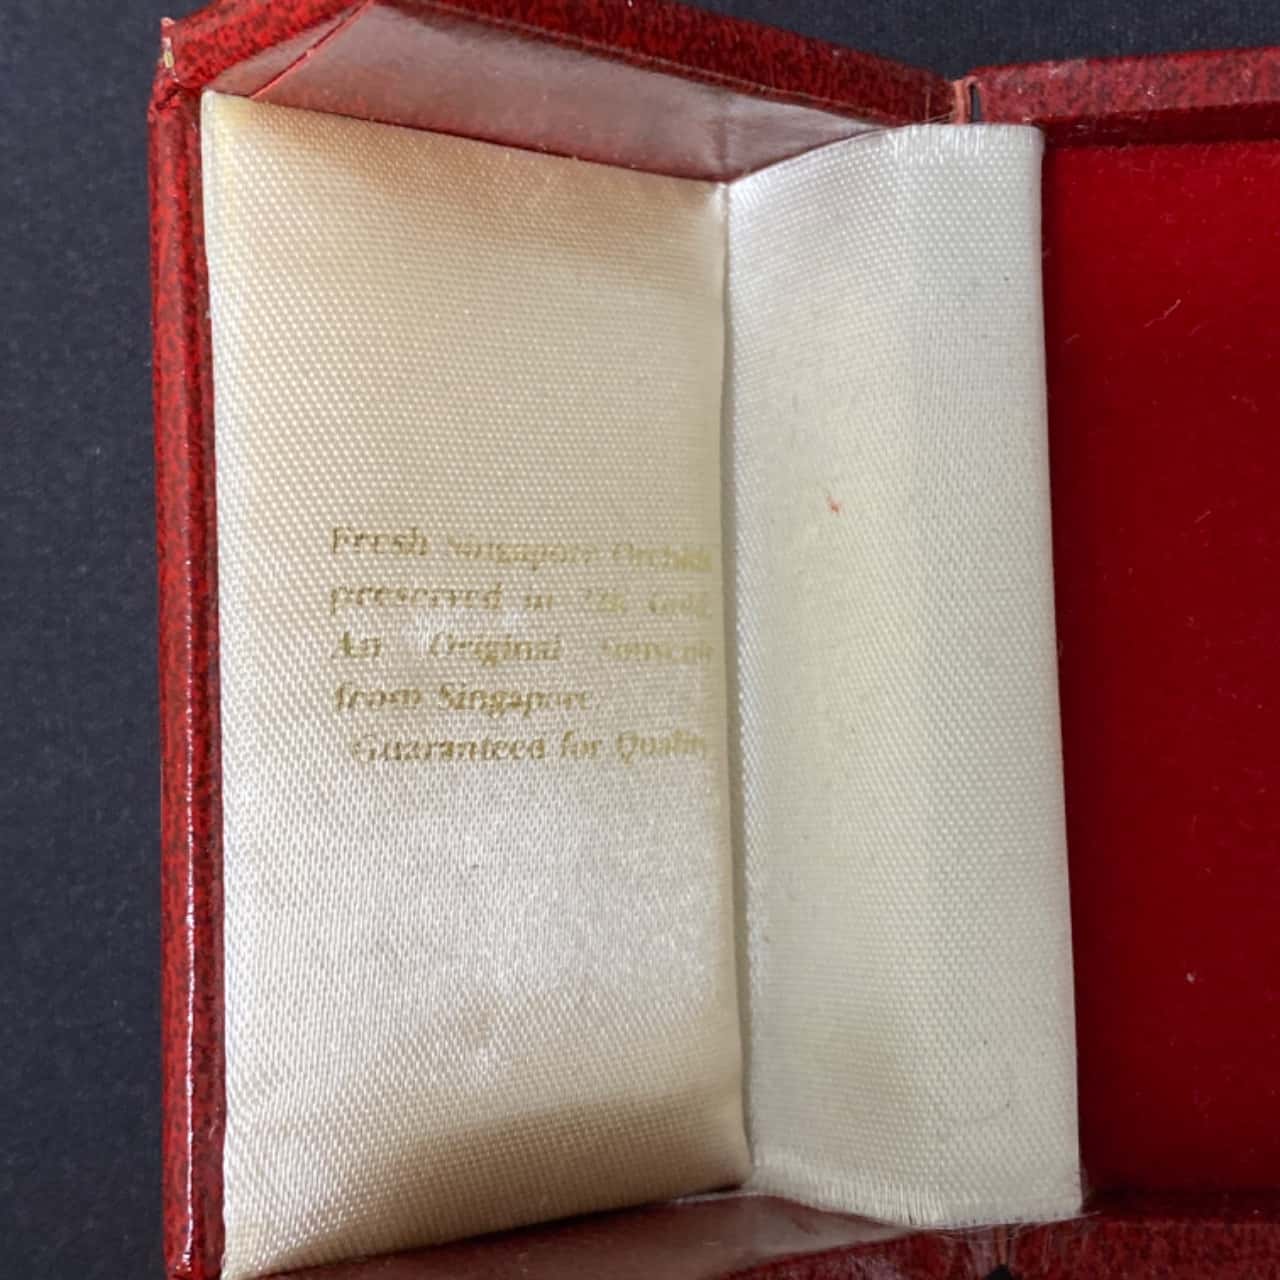 Fresh Singapore Orchids
preserved in Gold.
An Original souvenir
from Singapore.
Guaranteed for Quality